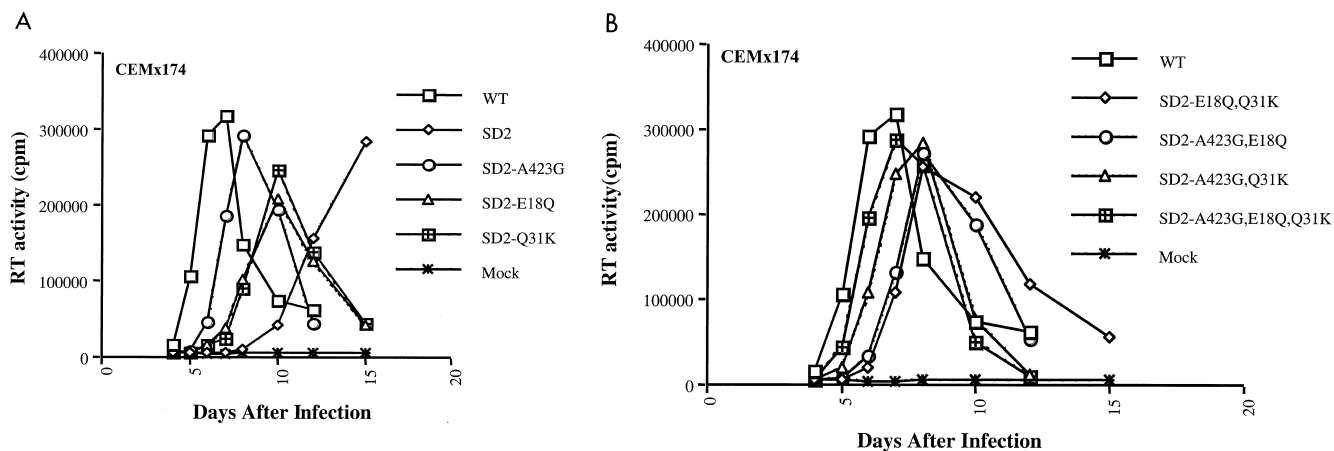 A
CEMx174
RT activity (cpm)
400000
300000
200000
100000
0
5
10
15
20
Days After Infection
WT
SD2
SD2-A423G
SD2-E18Q
SD2-Q31K
Mock
B
CEMx174
RT activity(cpm)
400000
300000
200000
100000
0
0
5
10
15
20
Days After Infection
WT
SD2-E18Q,Q31K
SD2-A423G,E18Q
SD2-A423G,Q31K
SD2-A423G,E18Q,Q31K
Mock